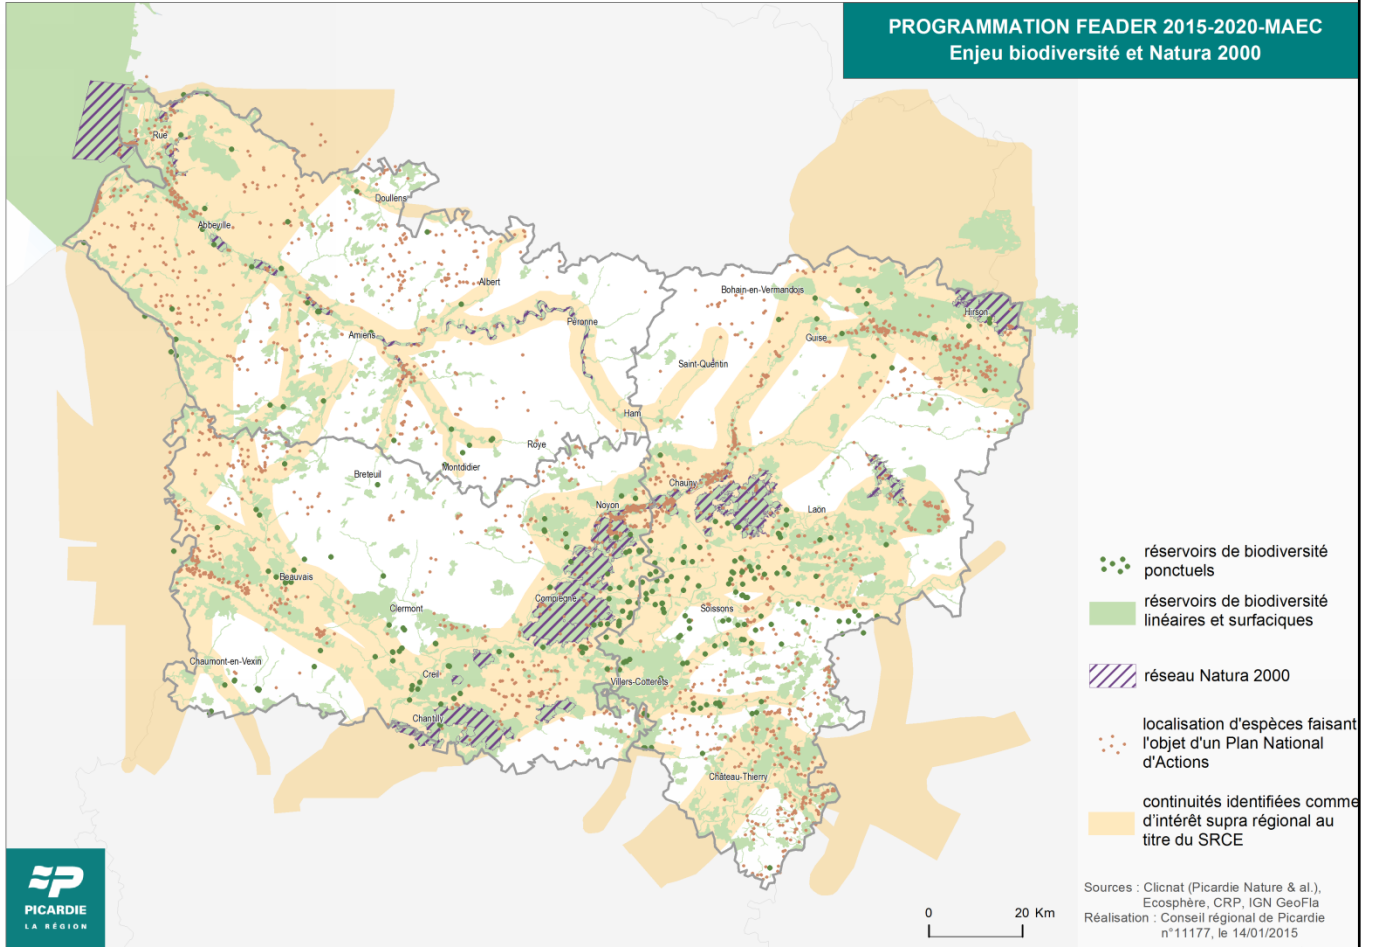 PROGRAMMATION FEADER 2015-2020-MAEC
Enjeu biodiversité et Natura 2000
Rue
Doullens
Abbeville
Albert
Bohain-en-Vermandois
Hirson
Péronne
Amiens
Guise
Saint-Quentin
Ham
Roye
Montdidier
Breteuil
Chauny
Noyon
Laon
Beauvais
Compiègne
Clermont
Soissons
Chaumont-en-Vexin
Creil
Villers-Cotterêts
Chantilly
Château-Thierry
réservoirs de biodiversité
ponctuels
réservoirs de biodiversité
linéaires et surfaciques
réseau Natura 2000
localisation d'espèces faisant
l'objet d'un Plan National
d'Actions
continuités identifiées comme
d'intérêt supra régional au
titre du SRCE
PICARDIE
LA RÉGION
0 20 Km
Sources : Clicnat (Picardie Nature & al.),
Ecosphère, CRP, IGN GeoFla
Réalisation : Conseil régional de Picardie
n°11177, le 14/01/2015